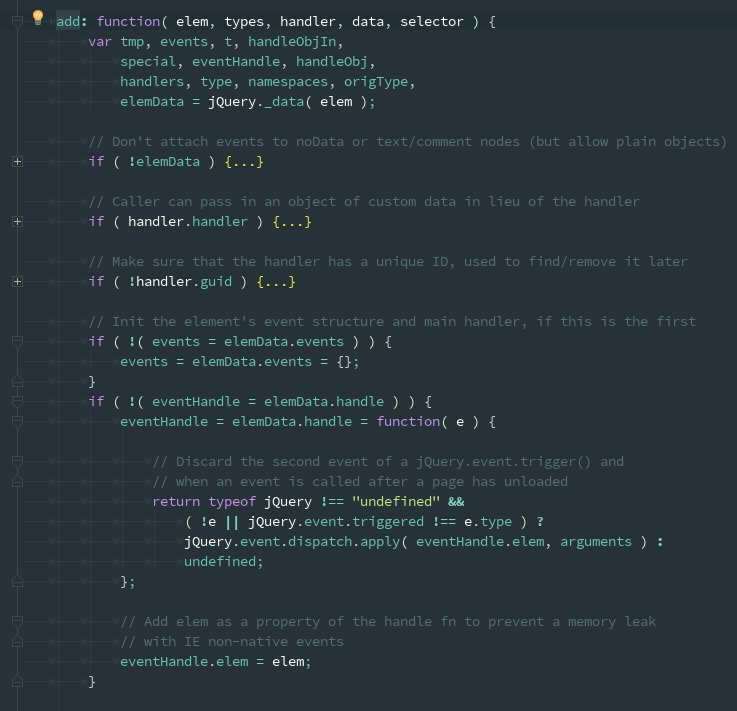 add: function( elem, types, handler, data, selector ) {
var tmp, events, t, handleObjIn,
special, eventHandle, handleObj,
handlers, type, namespaces, origType,
elemData = jQuery._data( elem );
// Don't attach events to noData or text/comment nodes (but allow plain objects)
if ( !elemData ) {...}
// Caller can pass in an object of custom data in lieu of the handler
if ( handler.handler ) {...}
// Make sure that the handler has a unique ID, used to find/remove it later
if ( !handler.guid ) {...}
// Init the element's event structure and main handler, if this is the first
if ( !( events = elemData.events ) ) {
events = elemData.events = {};
}
if ( !( eventHandle = elemData.handle ) ) {
eventHandle = elemData.handle = function( e ) {
// Discard the second event of a jQuery.event.trigger() and
// when an event is called after a page has unloaded
return typeof jQuery !== "undefined" &&
( !e || jQuery.event.triggered !== e.type ) ?
jQuery.event.dispatch.apply( eventHandle.elem, arguments ) :
undefined;
};
// Add elem as a property of the handle fn to prevent a memory leak
// with IE non-native events
eventHandle.elem = elem;
}